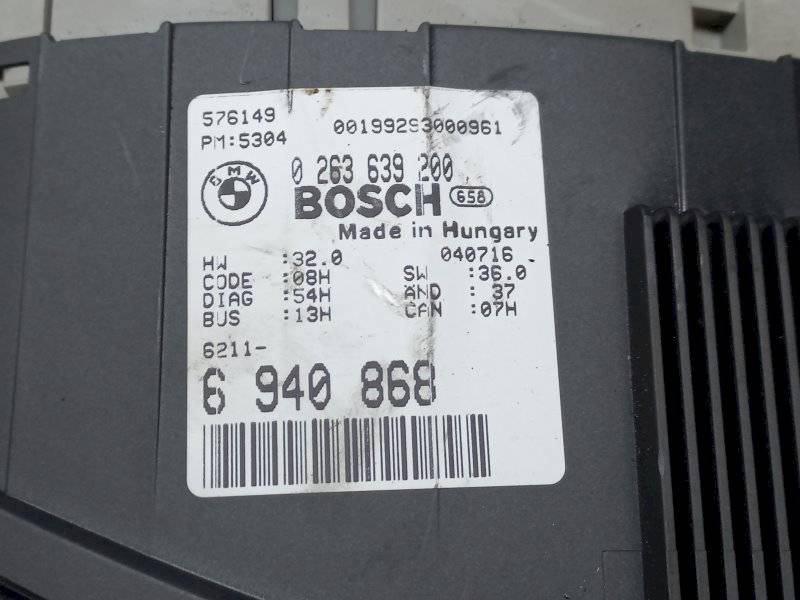 576149
PM:5304 00199293000961
BMW
0 263 639 200
BOSCH 658
Made in Hungary
HW :32.0 040716
CODE :08H SW :36.0
DIAG :54H AND : 37
BUS :13H CAN :07H
6211-
6 940 868